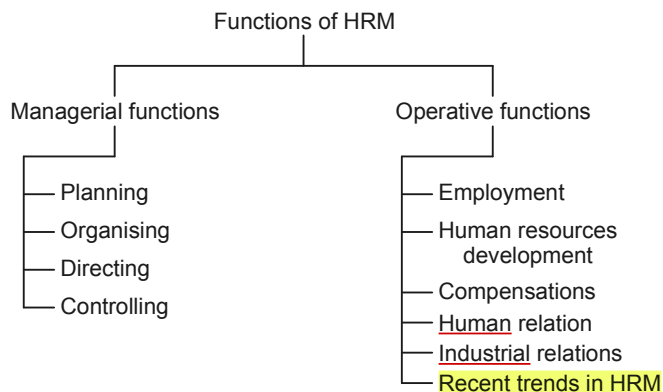 Functions of HRM
Managerial functions
Operative functions
Planning
Organising
Directing
Controlling
Employment
Human resources
development
Compensations
Human relation
Industrial relations
Recent trends in HRM